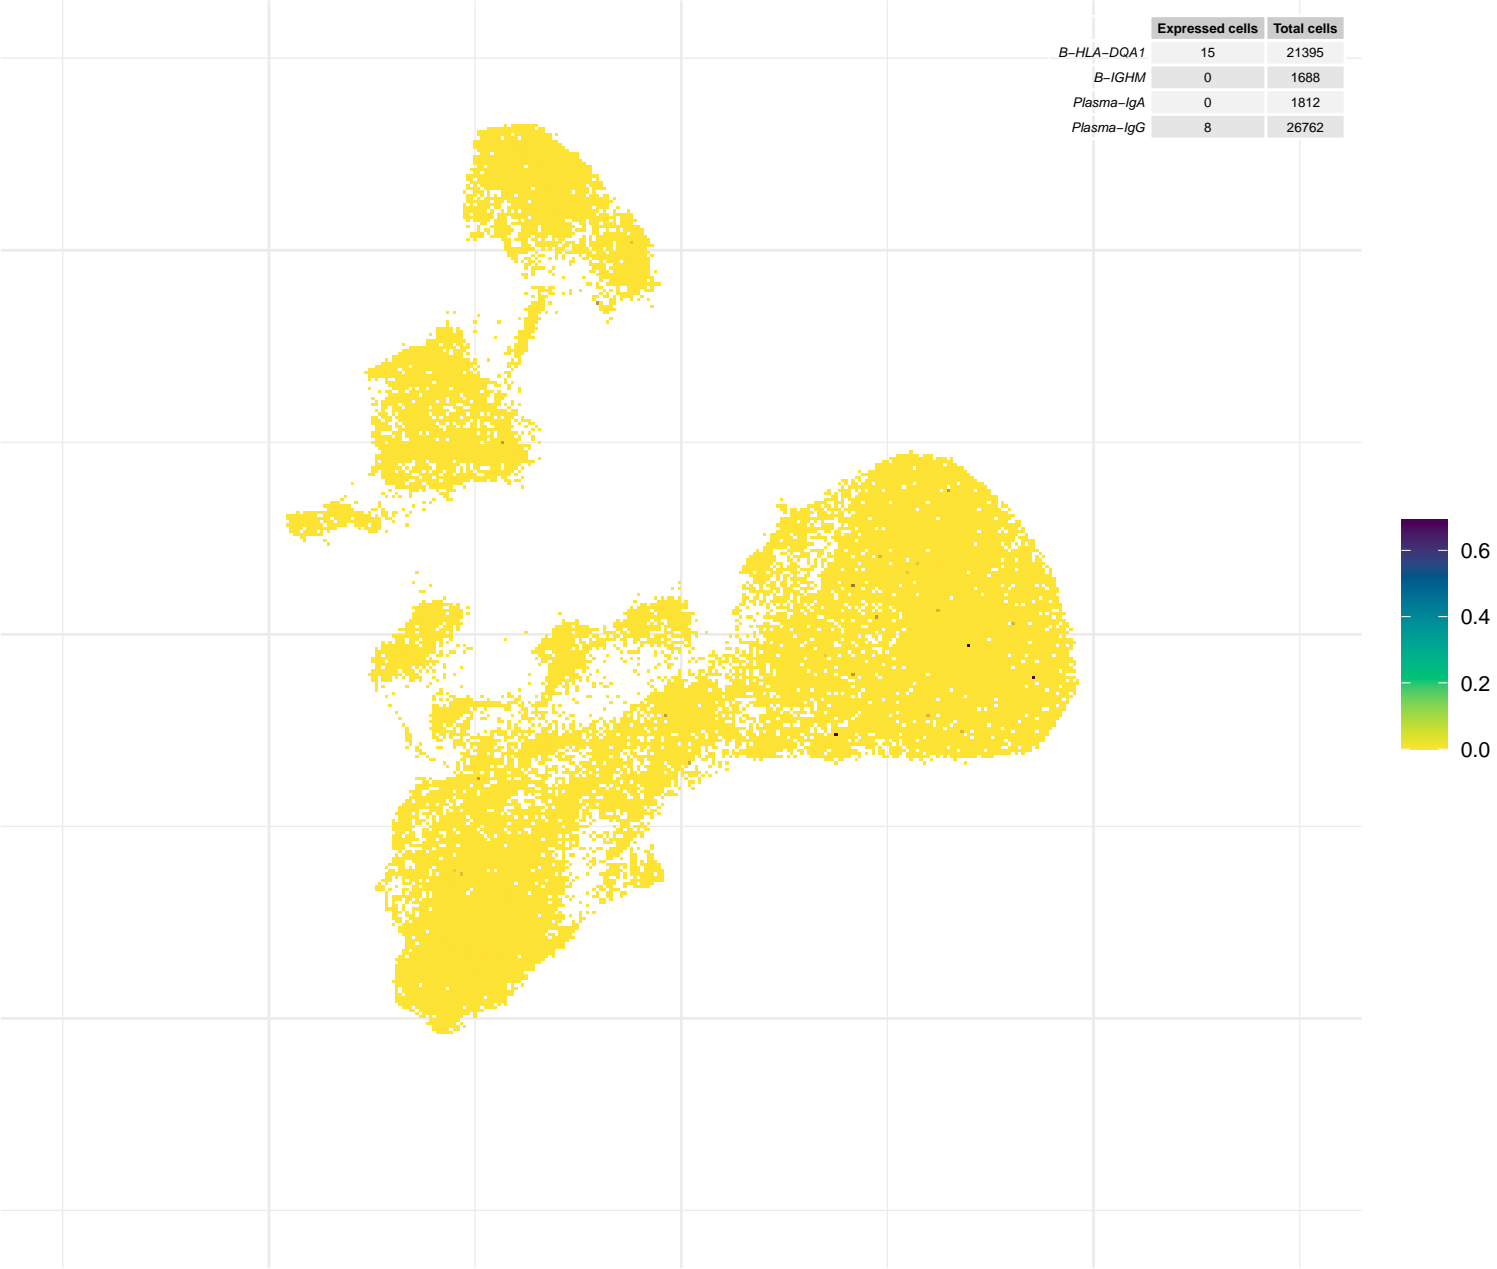 Expressed cells Total cells
B−HLA−DQA1 15 21395
B−IGHM 0 1688
Plasma−IgA 0 1812
Plasma−IgG 8 26762
0.6
0.4
0.2
0.0